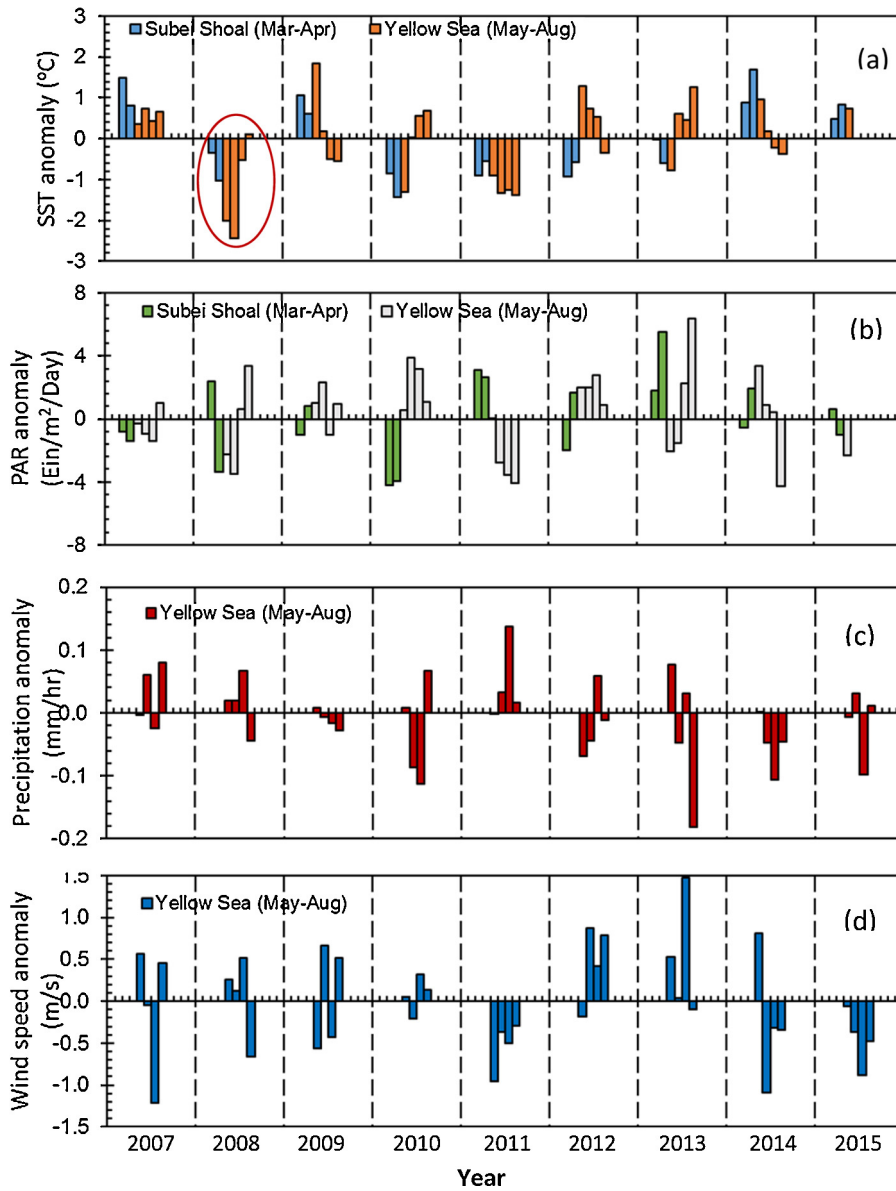 3
Subei Shoal (Mar-Apr)
Yellow Sea (May-Aug)
(a)
2
1
0
-1
-2
-3
SST anomaly (°C)
8
Subei Shoal (Mar-Apr)
Yellow Sea (May-Aug)
(b)
4
0
-4
-8
PAR anomaly
(Ein/m²/Day)
0.2
Yellow Sea (May-Aug)
(c)
0.1
0.0
-0.1
-0.2
Precipitation anomaly
(mm/hr)
1.5
Yellow Sea (May-Aug)
(d)
1.0
0.5
0.0
-0.5
-1.0
-1.5
Wind speed anomaly
(m/s)
2007 2008 2009 2010 2011 2012 2013 2014 2015
Year